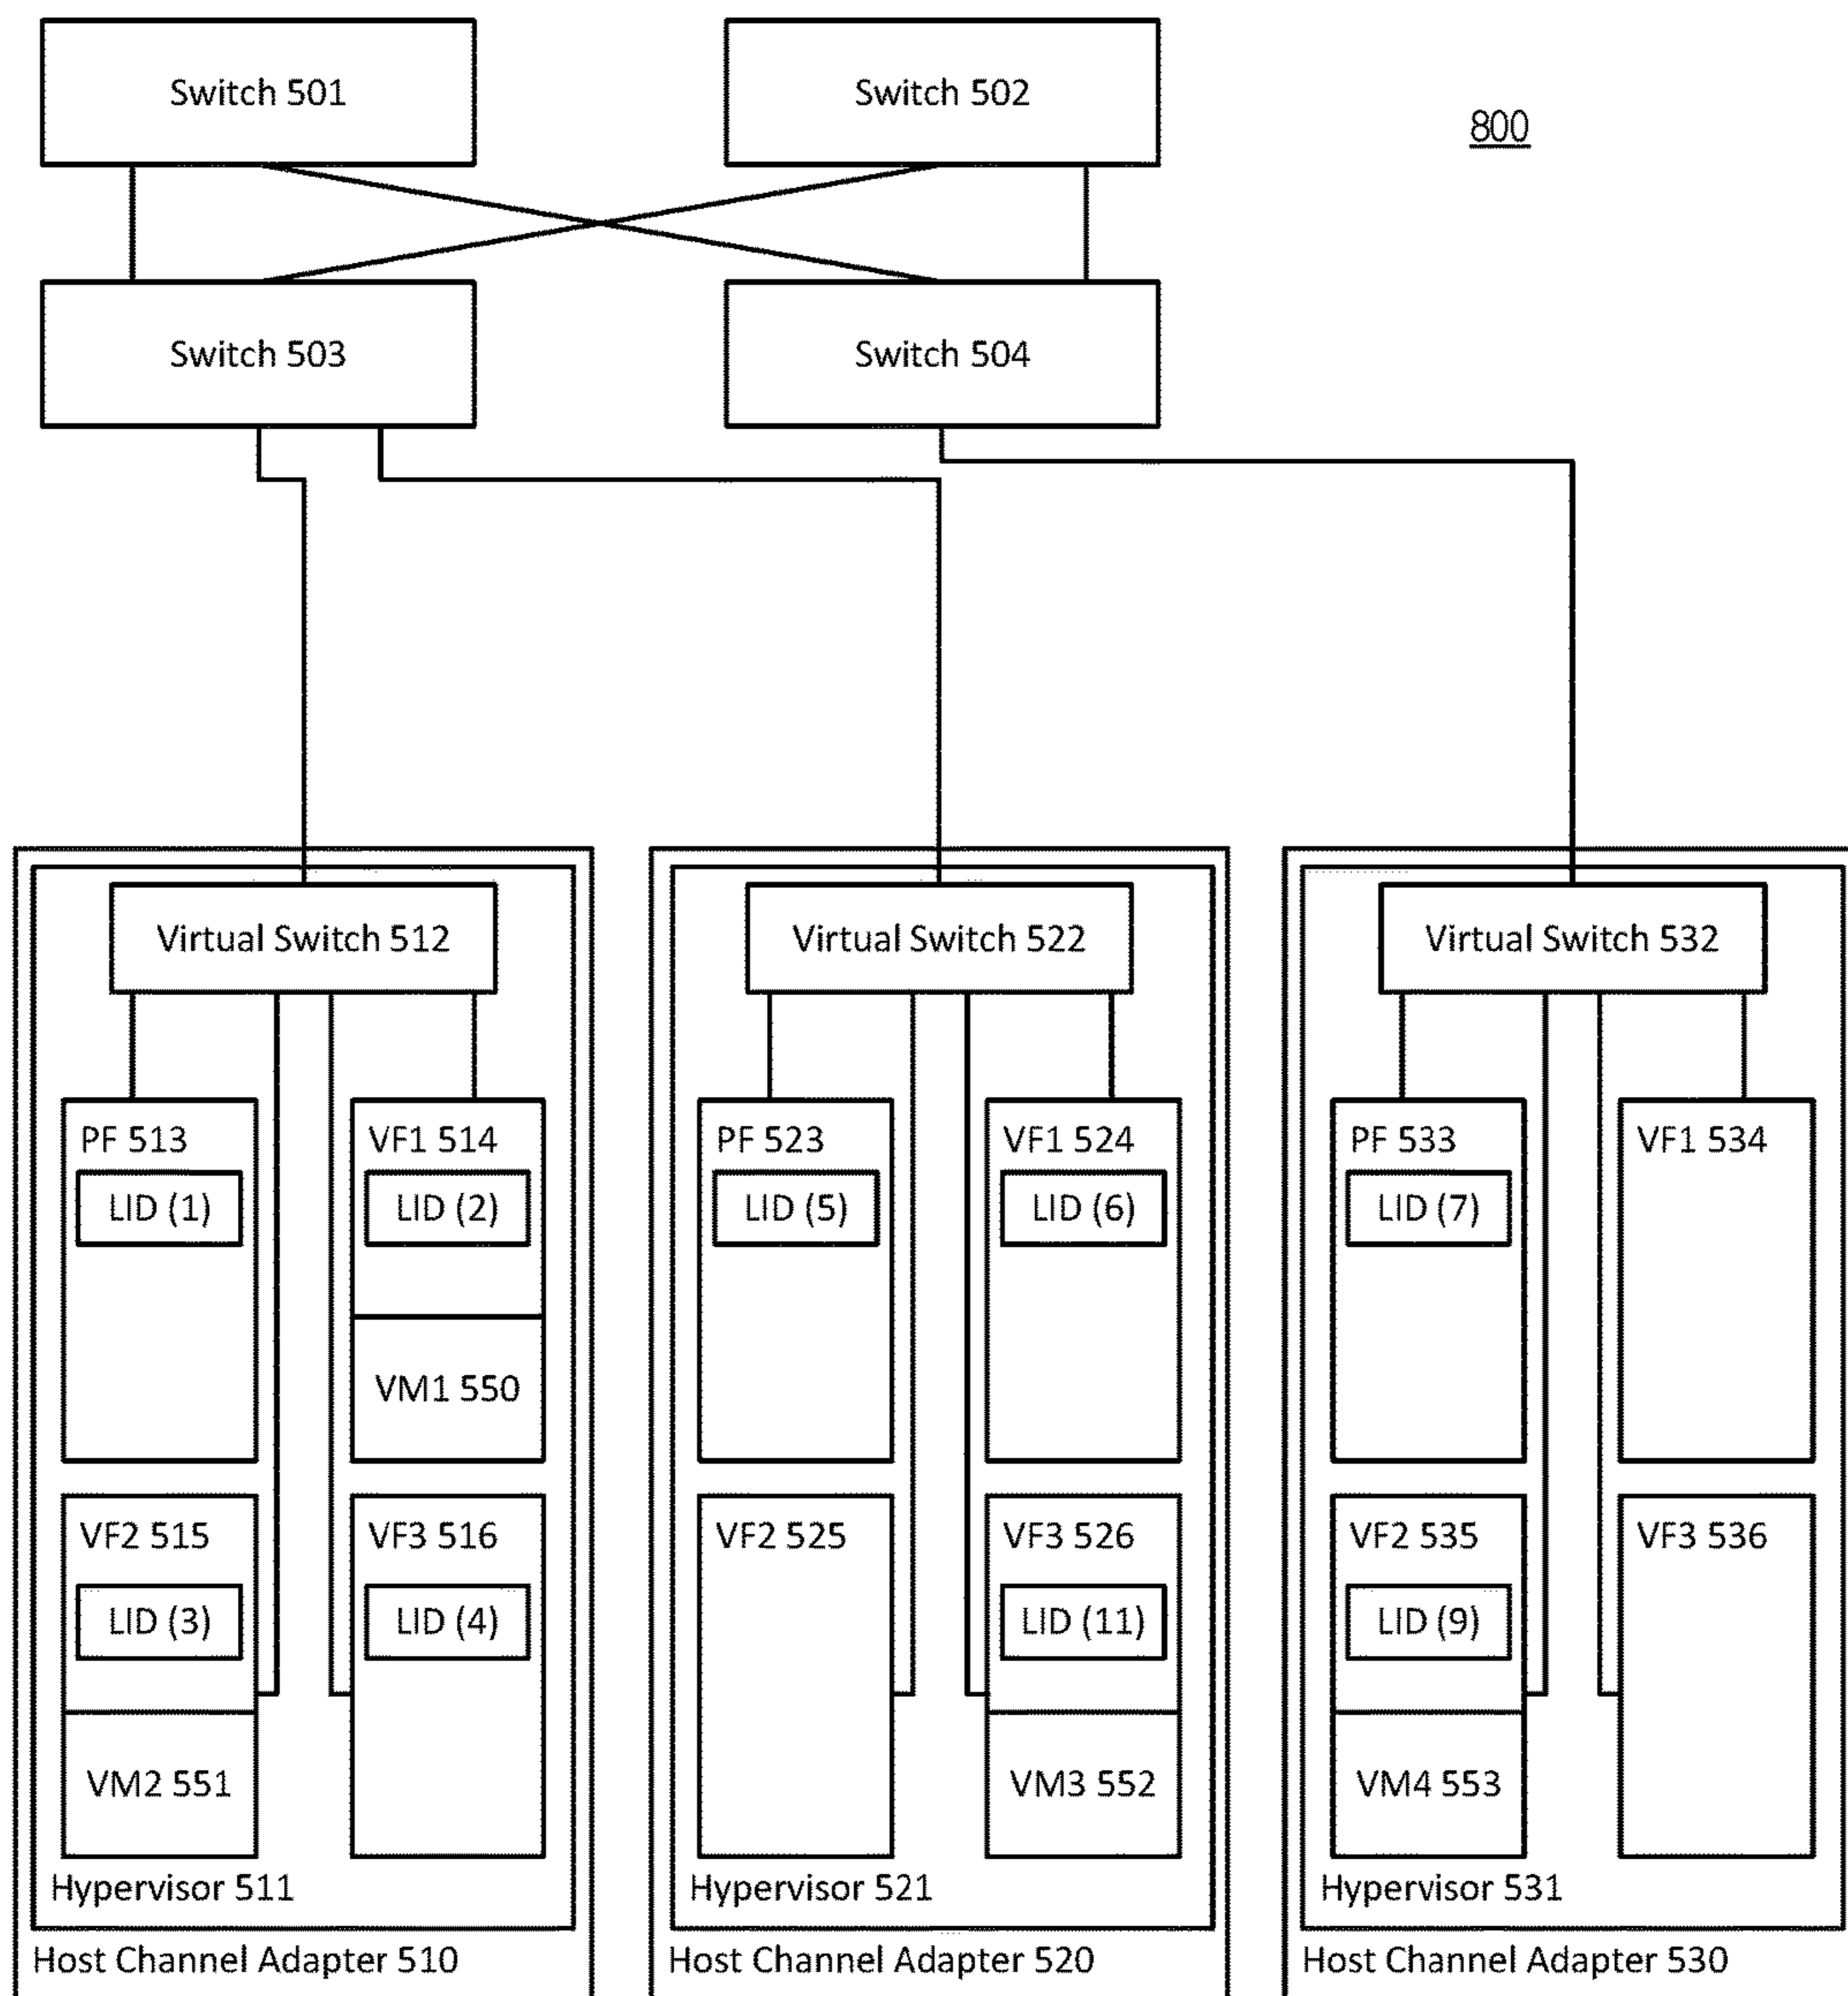 Switch 501
Switch 502
800
Switch 503
Switch 504
Virtual Switch 512
Virtual Switch 522
Virtual Switch 532
PF 513
LID (1)
VF1 514
LID (2)
VM1 550
VF2 515
LID (3)
VM2 551
VF3 516
LID (4)
Hypervisor 511
Host Channel Adapter 510
PF 523
LID (5)
VF1 524
LID (6)
VF2 525
VF3 526
LID (11)
VM3 552
Hypervisor 521
Host Channel Adapter 520
PF 533
LID (7)
VF1 534
VF2 535
LID (9)
VM4 553
VF3 536
Hypervisor 531
Host Channel Adapter 530